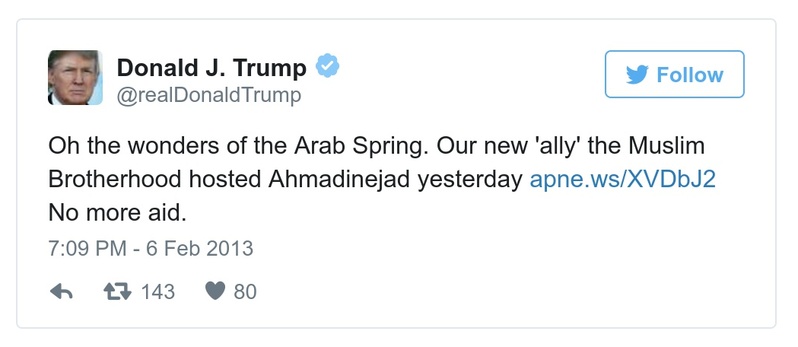 Donald J. Trump
@realDonaldTrump
Follow
Oh the wonders of the Arab Spring. Our new 'ally' the Muslim
Brotherhood hosted Ahmadinejad yesterday apne.ws/XVDbJ2
No more aid.
7:09 PM - 6 Feb 2013
143 80